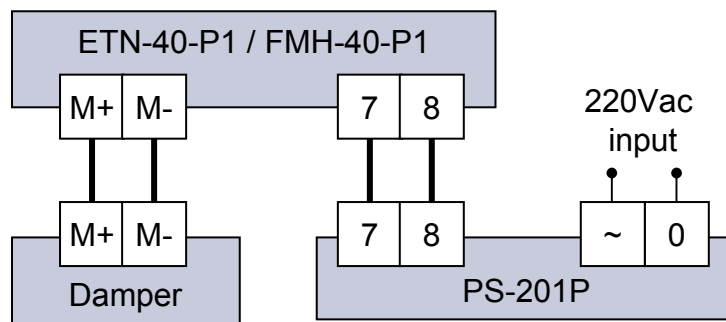 ETN-40-P1 / FMH-40-P1
M+ M- 7 8
220Vac
input
M+ M- 7 8 ~ 0
Damper PS-201P